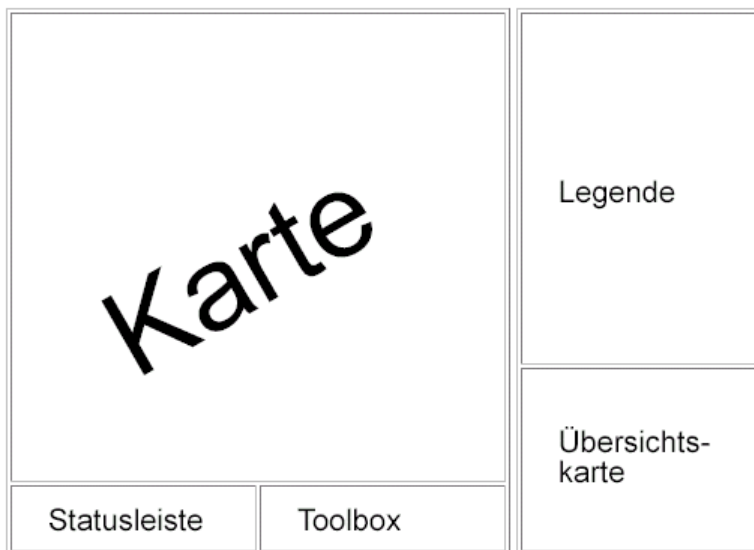 Karte
Legende
Übersichts-
karte
Statusleiste
Toolbox